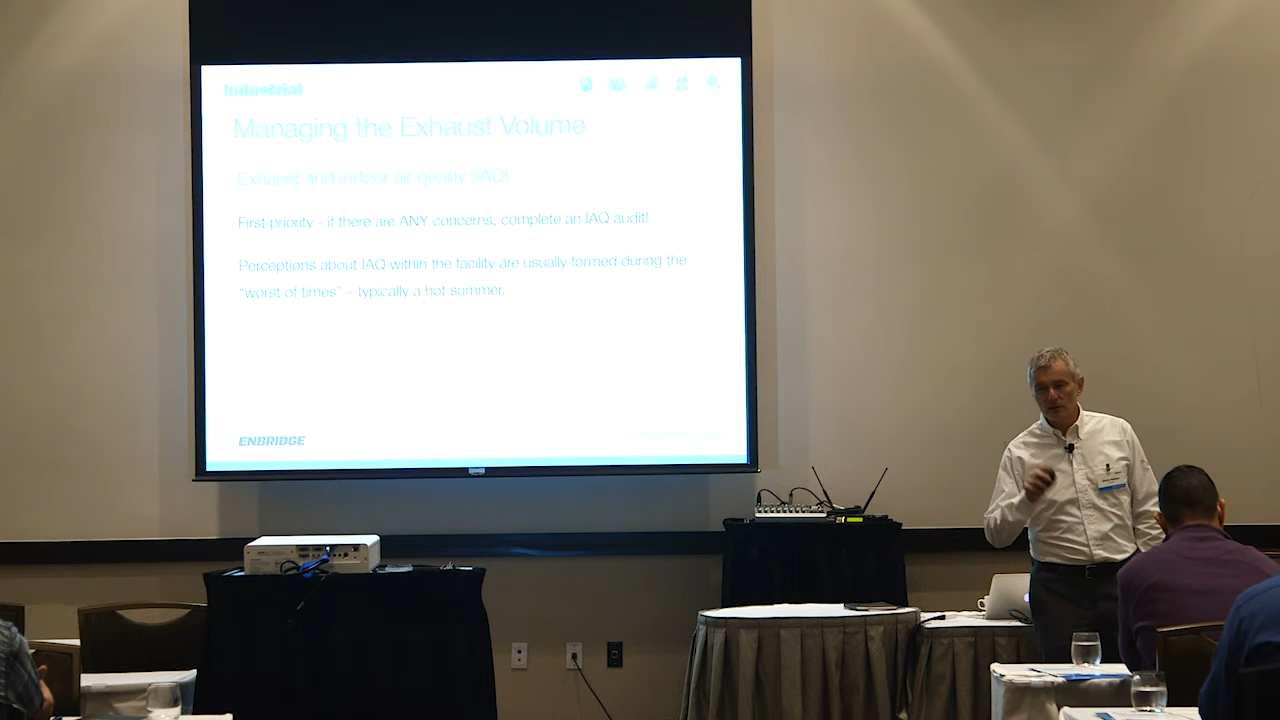 Industrial
Managing the Exhaust Volume
Exhaust and indoor air quality (IAQ)
First priority - if there are ANY concerns, complete an IAQ audit!
Perceptions about IAQ within the facility are usually formed during the
"worst of times" – typically a hot summer.
ENBRIDGE